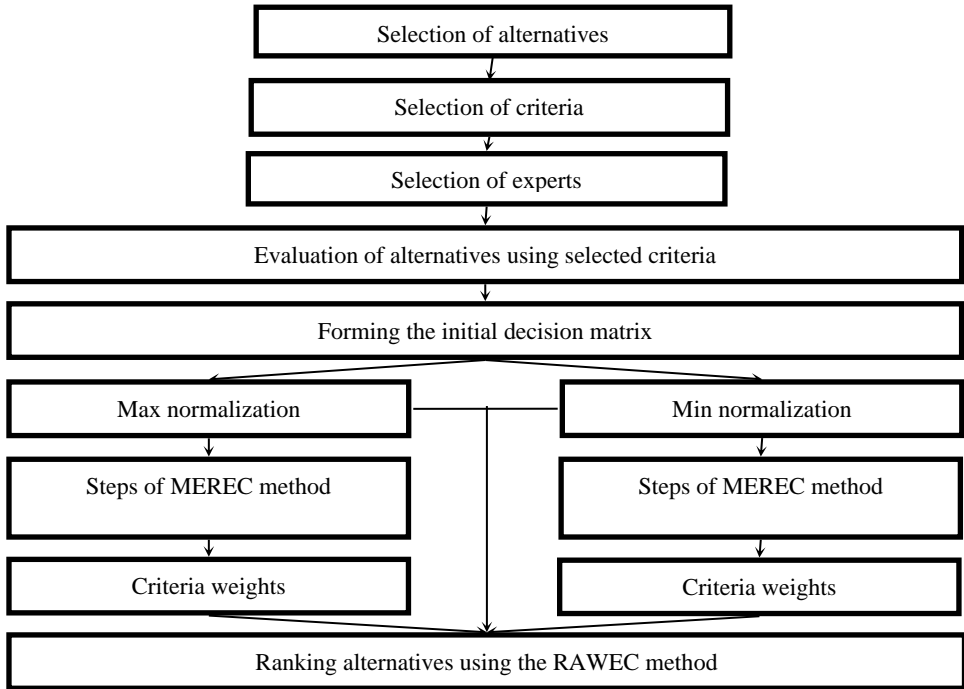 Selection of alternatives
Selection of criteria
Selection of experts
Evaluation of alternatives using selected criteria
Forming the initial decision matrix
Max normalization
Min normalization
Steps of MEREC method
Steps of MEREC method
Criteria weights
Criteria weights
Ranking alternatives using the RAWEC method